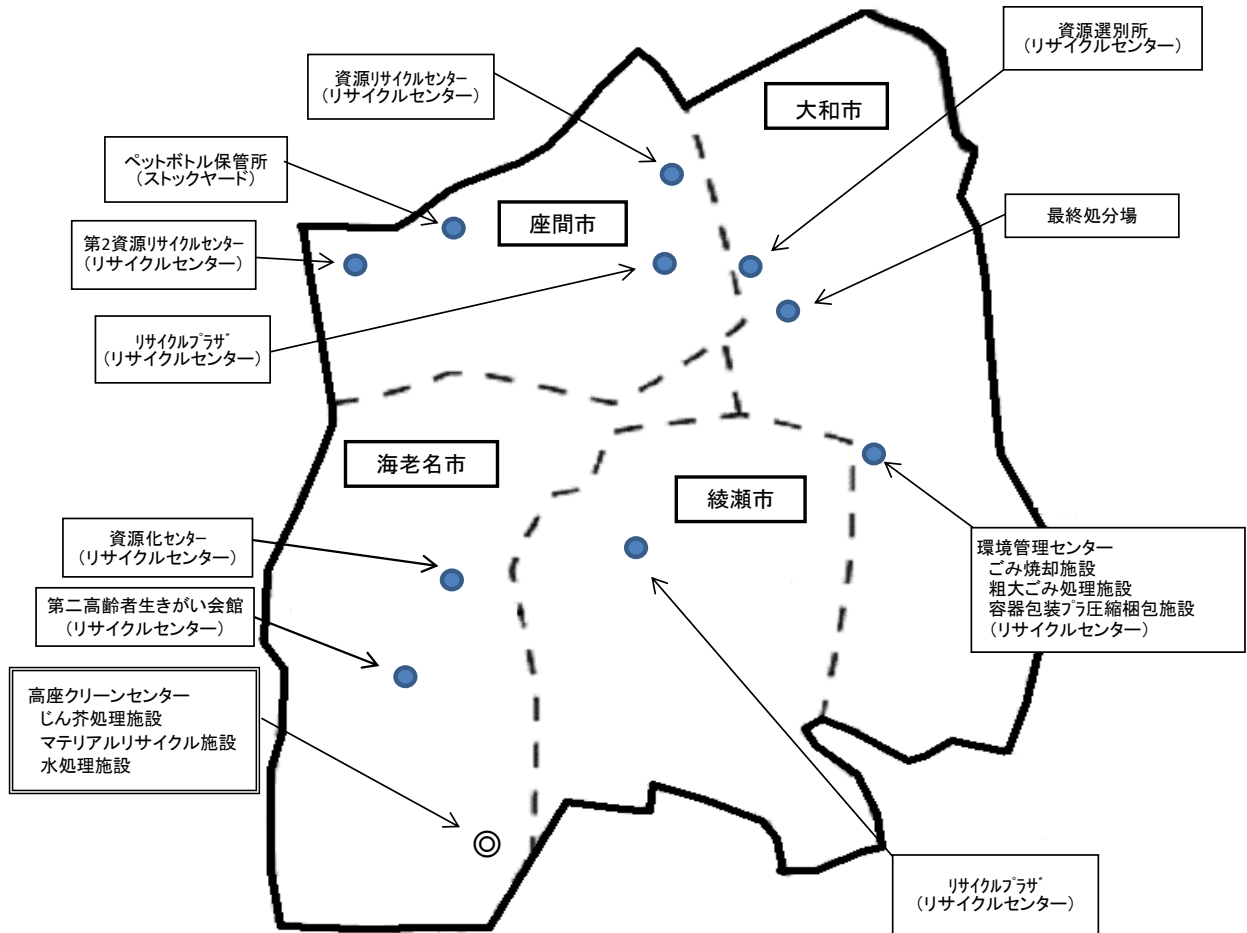 資源選別所
(リサイクルセンター)
資源リサイクルセンター
(リサイクルセンター)
大和市
ペットボトル保管所
(ストックヤード)
座間市
最終処分場
第2資源リサイクルセンター
(リサイクルセンター)
リサイクルプラザ
(リサイクルセンター)
海老名市
綾瀬市
資源化センター
(リサイクルセンター)
環境管理センター
ごみ焼却施設
粗大ごみ処理施設
容器包装プラ圧縮梱包施設
(リサイクルセンター)
第二高齢者生きがい会館
(リサイクルセンター)
高座クリーンセンター
じん芥処理施設
マテリアルリサイクル施設
水処理施設
リサイクルプラザ
(リサイクルセンター)